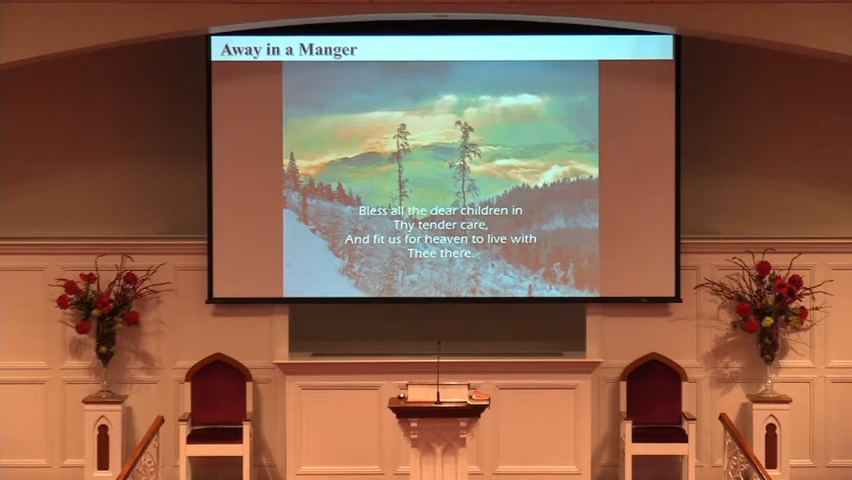 Away in a Manger
Bless all the dear children in
Thy tender care,
And fit us for heaven to live with
Thee there.